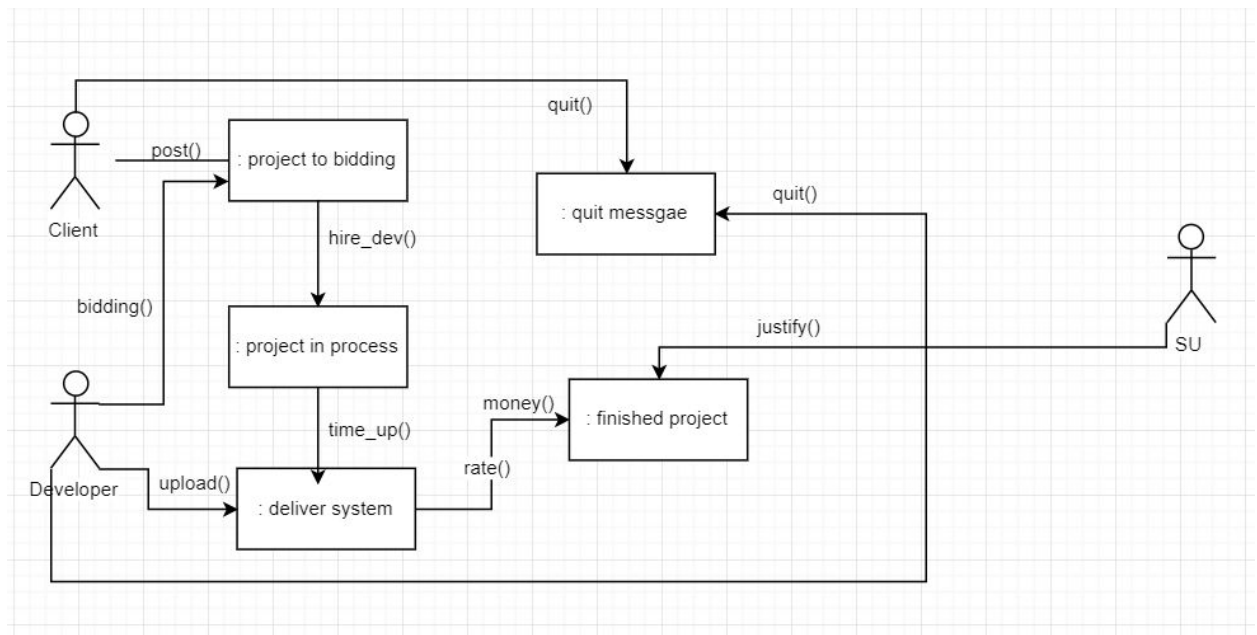 quit()
post()
: project to bidding
Client
: quit messgae
quit()
hire_dev()
bidding()
: project in process
justify()
SU
money()
: finished project
time_up()
rate()
Developer
upload()
: deliver system